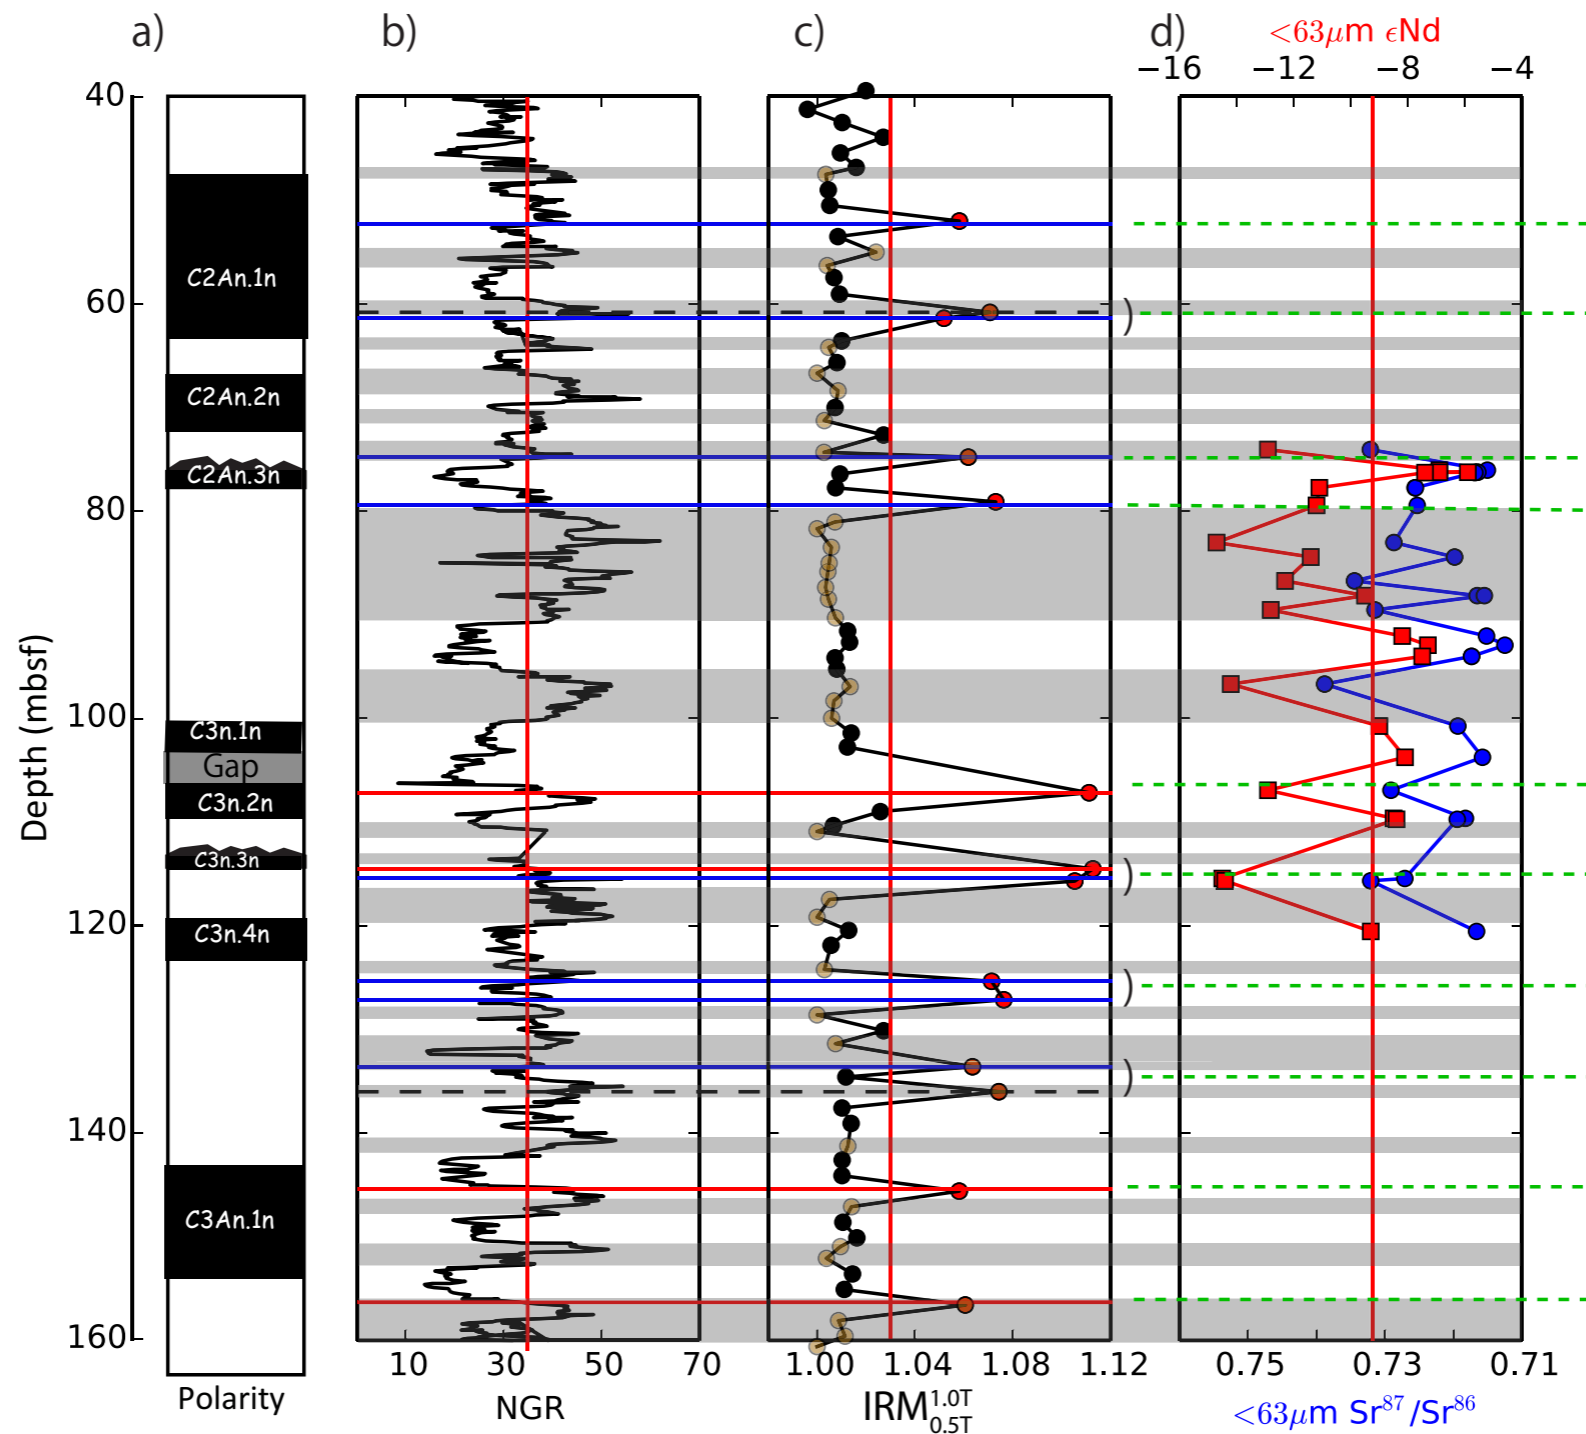 a)
b)
c)
d)
<63μm ϵNd
−16 −12 −8 −4
40
60
80
100
120
140
160
Depth (mbsf)
C2An.1n
C2An.2n
C2An.3n
C3n.1n
Gap
C3n.2n
C3n.3n
C3n.4n
C3An.1n
Polarity
10 30 50 70
NGR
1.00 1.04 1.08 1.12
IRM 1.0T 0.5T
)
)
)
)
0.75 0.73 0.71
<63μm Sr⁸⁷/Sr⁸⁶